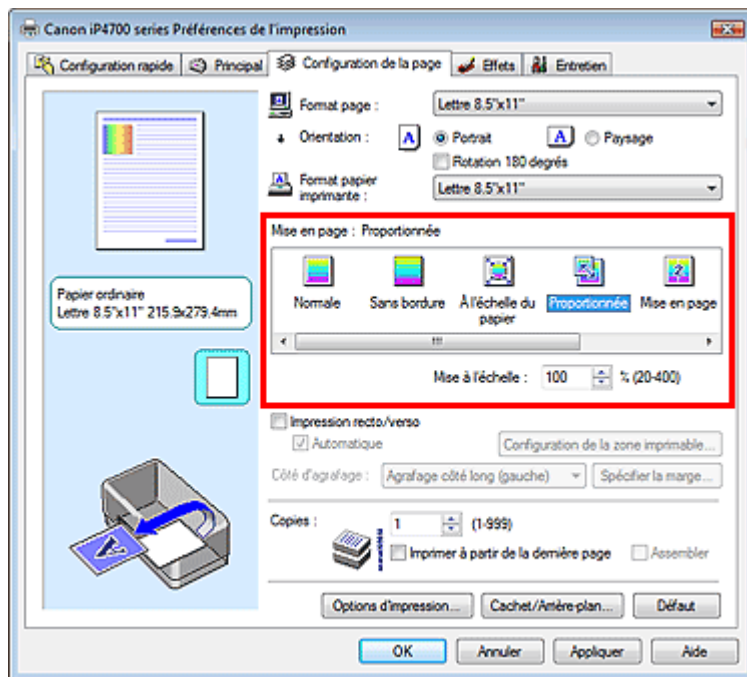 Canon iP4700 series Préférences de l'impression
Configuration rapide Principal Configuration de la page Effets Entretien
Format page : Lettre 8.5"x11"
Orientation : A Portrait A Paysage
Rotation 180 degrés
Format papier imprimante : Lettre 8.5"x11"
Mise en page : Proportionnée
Normale Sans bordure À l'échelle du papier Proportionnée Mise en page
Mise à l'échelle : 100 % (20-400)
Papier ordinaire
Lettre 8.5"x11" 215.9x279.4mm
Impression recto/verso
Automatique Configuration de la zone imprimable...
Côté d'agrafage : Agrafage côté long (gauche) Spécifier la marge...
Copies : 1 (1-999)
Imprimer à partir de la dernière page Assembler
Options d'impression... Cachet/Arrière-plan... Défaut
OK Annuler Appliquer Aide